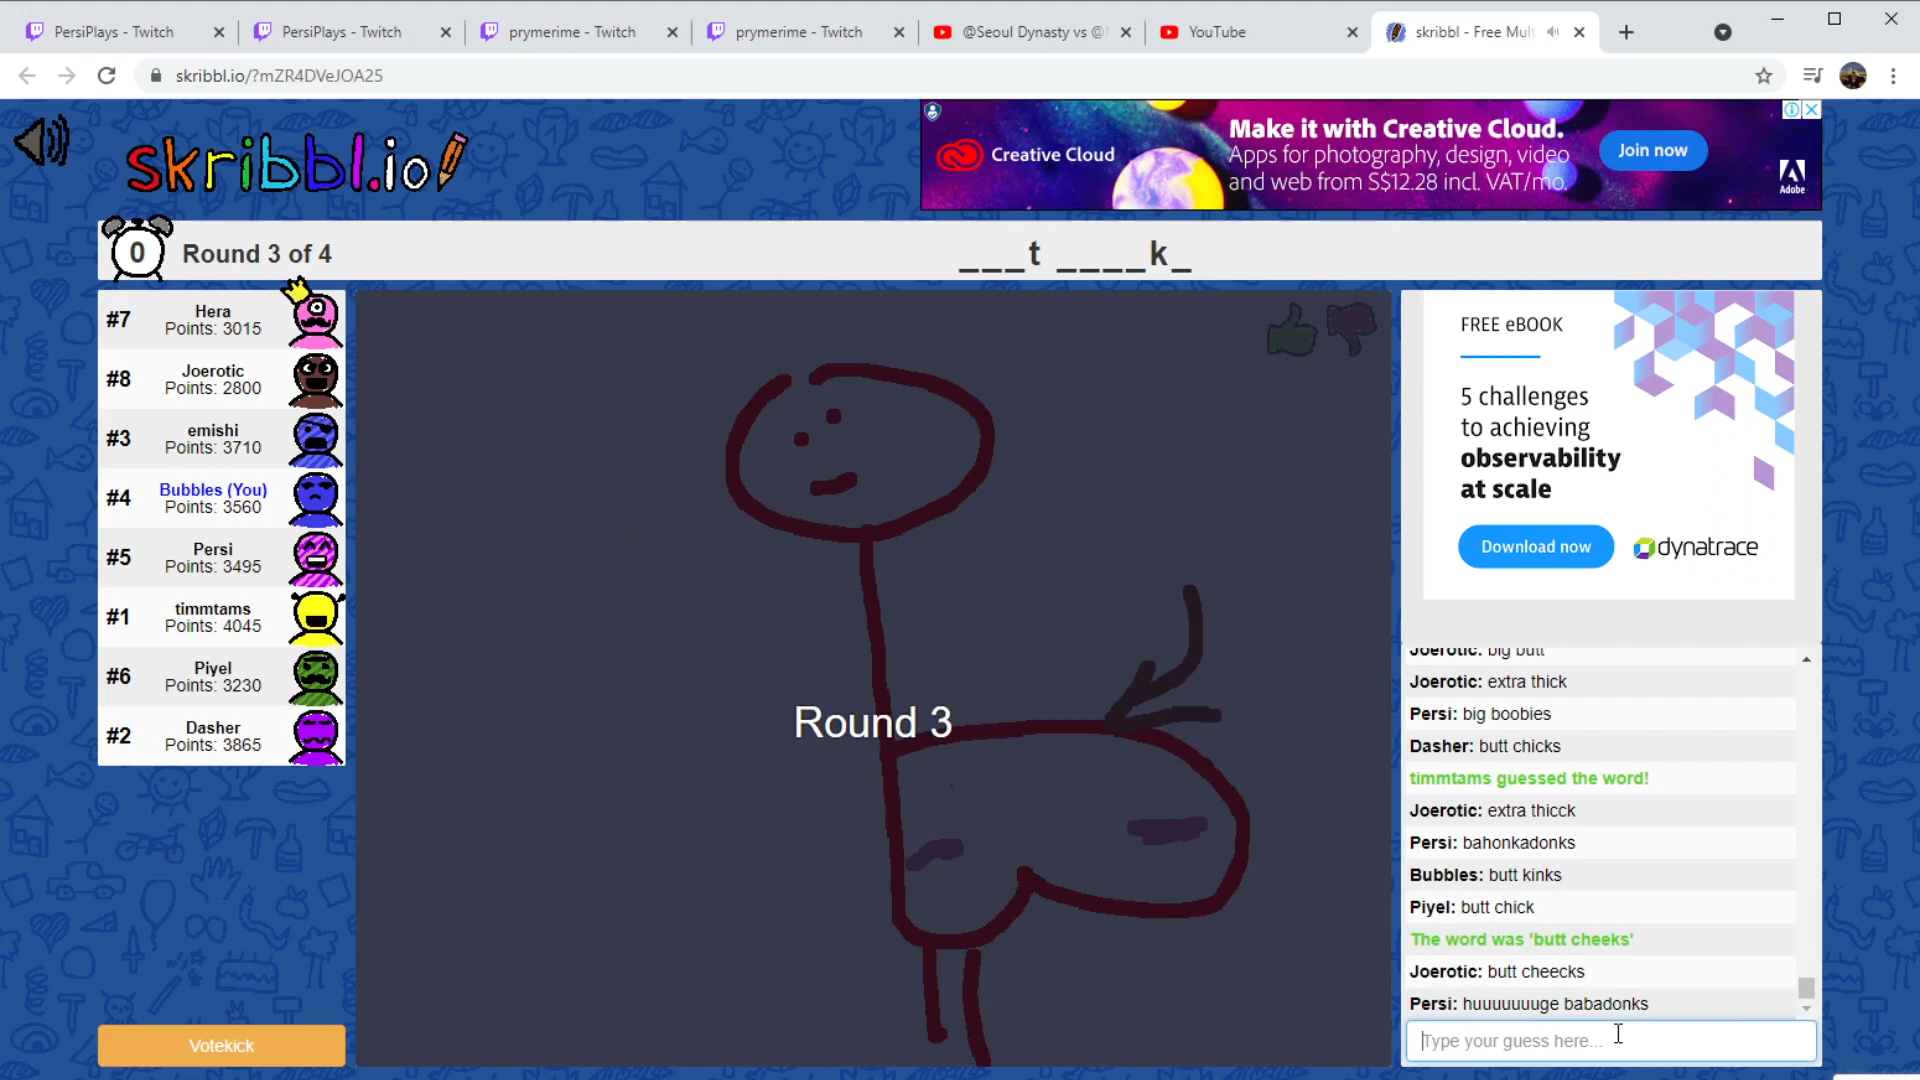 PersiPlays - Twitch
PersiPlays - Twitch
prymerime - Twitch
prymerime - Twitch
@Seoul Dynasty vs @
YouTube
skribbl - Free Mult
skribbl.io/?mZR4DVeJOA25
skribbl.io
Creative Cloud
Make it with Creative Cloud.
Apps for photography, design, video
and web from S$12.28 incl. VAT/mo.
Join now
Adobe
0
Round 3 of 4
___t ____k_
#7
Hera
Points: 3015
#8
Joerotic
Points: 2800
#3
emishi
Points: 3710
#4
Bubbles (You)
Points: 3560
#5
Persi
Points: 3495
#1
timmtams
Points: 4045
#6
Piyel
Points: 3230
#2
Dasher
Points: 3865
Votekick
Round 3
FREE eBOOK
5 challenges
to achieving
observability
at scale
Download now
dynatrace
Joerotic: big butt
Joerotic: extra thick
Persi: big boobies
Dasher: butt chicks
timmtams guessed the word!
Joerotic: extra thicck
Persi: bahonkadonks
Bubbles: butt kinks
Piyel: butt chick
The word was 'butt cheeks'
Joerotic: butt cheecks
Persi: huuuuuuuge babadonks
Type your guess here...